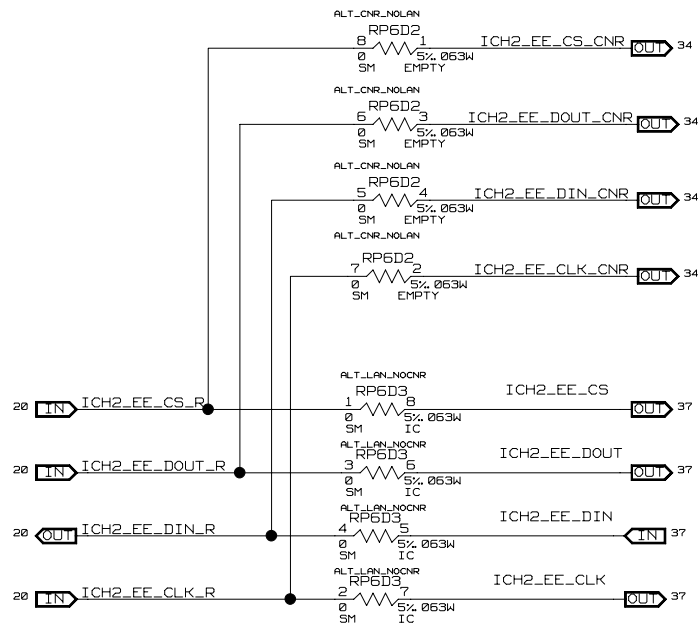 ALT_CNR_NOLAN
RP6D2
8 1 ICH2_EE_CS_CNR OUT 34
0 5%.063W
SM EMPTY
ALT_CNR_NOLAN
RP6D2
6 3 ICH2_EE_DOUT_CNR OUT 34
0 5%.063W
SM EMPTY
ALT_CNR_NOLAN
RP6D2
5 4 ICH2_EE_DIN_CNR OUT 34
0 5%.063W
SM EMPTY
ALT_CNR_NOLAN
RP6D2
7 2 ICH2_EE_CLK_CNR OUT 34
0 5%.063W
SM EMPTY
ALT_LAN_NOCNR
RP6D3
20 IN ICH2_EE_CS_R 1 8 ICH2_EE_CS OUT 37
0 5%.063W
SM IC
ALT_LAN_NOCNR
RP6D3
20 IN ICH2_EE_DOUT_R 3 6 ICH2_EE_DOUT OUT 37
0 5%.063W
SM IC
ALT_LAN_NOCNR
RP6D3
20 OUT ICH2_EE_DIN_R 4 5 ICH2_EE_DIN IN 37
0 5%.063W
SM IC
ALT_LAN_NOCNR
RP6D3
20 IN ICH2_EE_CLK_R 2 7 ICH2_EE_CLK OUT 37
0 5%.063W
SM IC